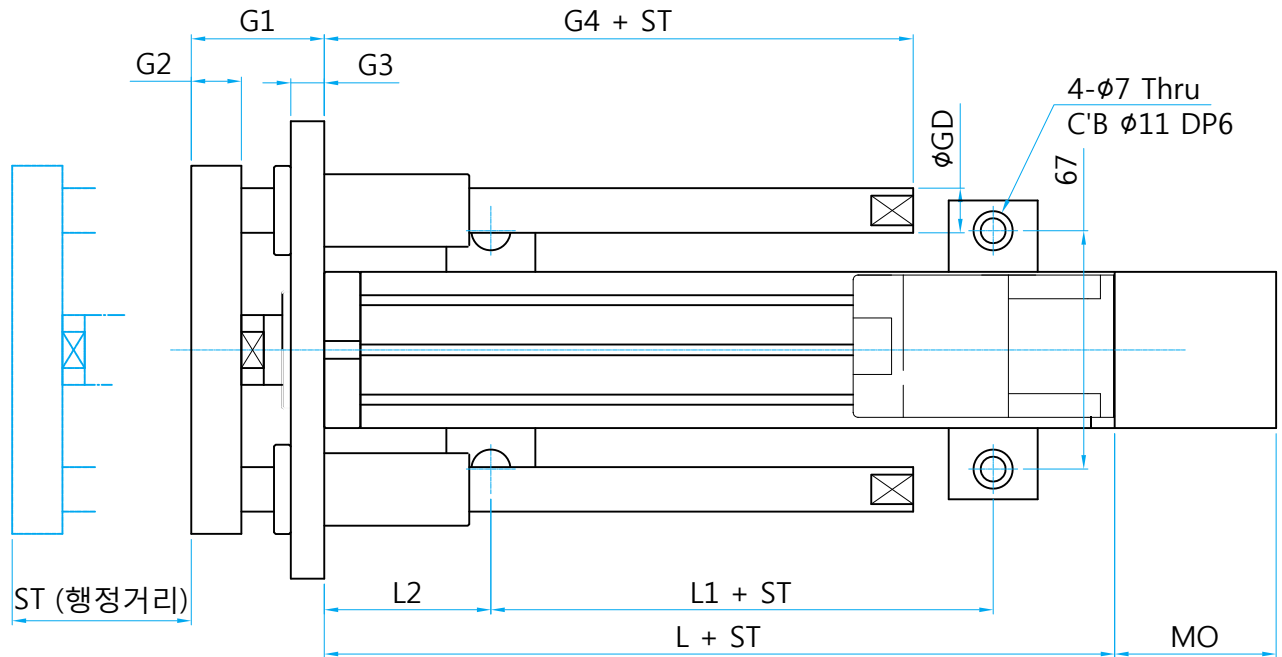 G1
G4 + ST
G2
G3
4-ϕ7 Thru
C'B ϕ11 DP6
ϕGD
67
ST (행정거리)
L2
L1 + ST
L + ST
MO